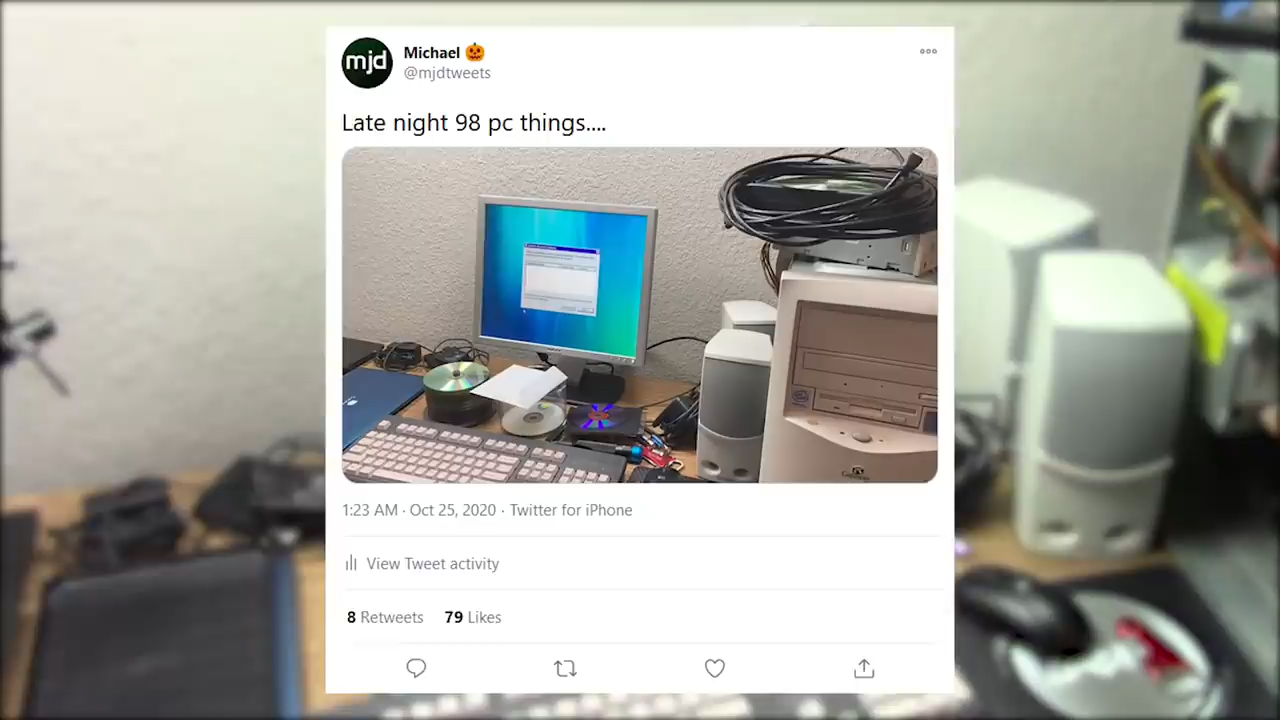 mjd
Michael 🎃
@mjdtweets
Late night 98 pc things....
1:23 AM · Oct 25, 2020 · Twitter for iPhone
View Tweet activity
8 Retweets 79 Likes